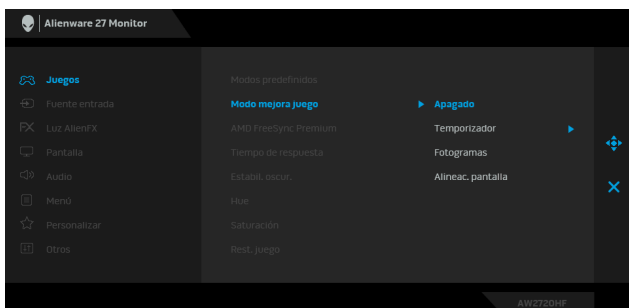 Alienware 27 Monitor
Juegos
Fuente entrada
Luz AlienFX
Pantalla
Audio
Menú
Personalizar
Otros
Modos predefinidos
Modo mejora juego
AMD FreeSync Premium
Tiempo de respuesta
Estabil. oscur.
Hue
Saturación
Rest. juego
Apagado
Temporizador
Fotogramas
Alineac. pantalla
AW2720HF